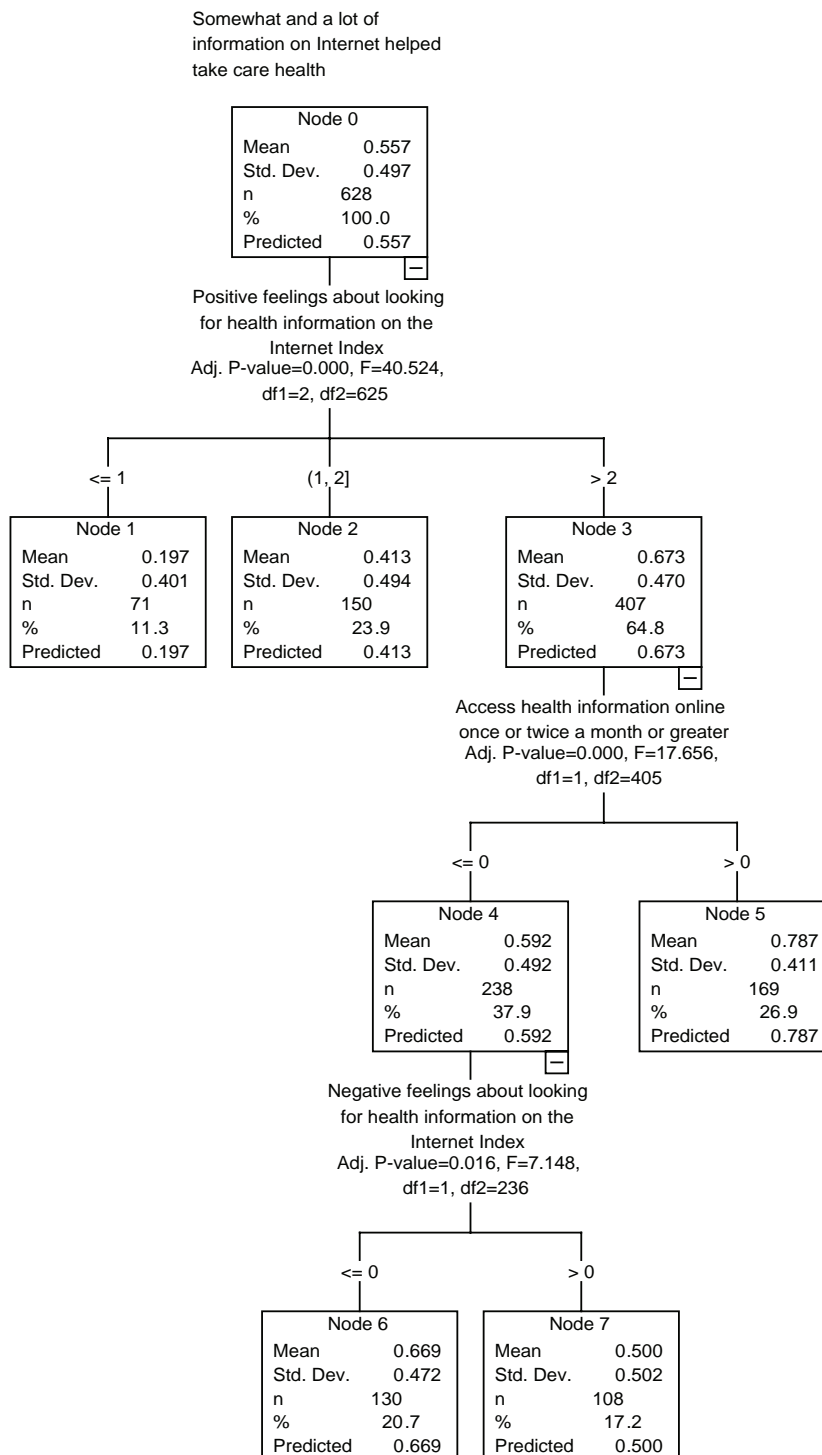 Somewhat and a lot of
information on Internet helped
take care health
Node 0
Mean 0.557
Std. Dev. 0.497
n 628
% 100.0
Predicted 0.557
Positive feelings about looking
for health information on the
Internet Index
Adj. P-value=0.000, F=40.524,
df1=2, df2=625
<= 1
(1, 2]
> 2
Node 1
Mean 0.197
Std. Dev. 0.401
n 71
% 11.3
Predicted 0.197
Node 2
Mean 0.413
Std. Dev. 0.494
n 150
% 23.9
Predicted 0.413
Node 3
Mean 0.673
Std. Dev. 0.470
n 407
% 64.8
Predicted 0.673
Access health information online
once or twice a month or greater
Adj. P-value=0.000, F=17.656,
df1=1, df2=405
<= 0
> 0
Node 4
Mean 0.592
Std. Dev. 0.492
n 238
% 37.9
Predicted 0.592
Node 5
Mean 0.787
Std. Dev. 0.411
n 169
% 26.9
Predicted 0.787
Negative feelings about looking
for health information on the
Internet Index
Adj. P-value=0.016, F=7.148,
df1=1, df2=236
<= 0
> 0
Node 6
Mean 0.669
Std. Dev. 0.472
n 130
% 20.7
Predicted 0.669
Node 7
Mean 0.500
Std. Dev. 0.502
n 108
% 17.2
Predicted 0.500